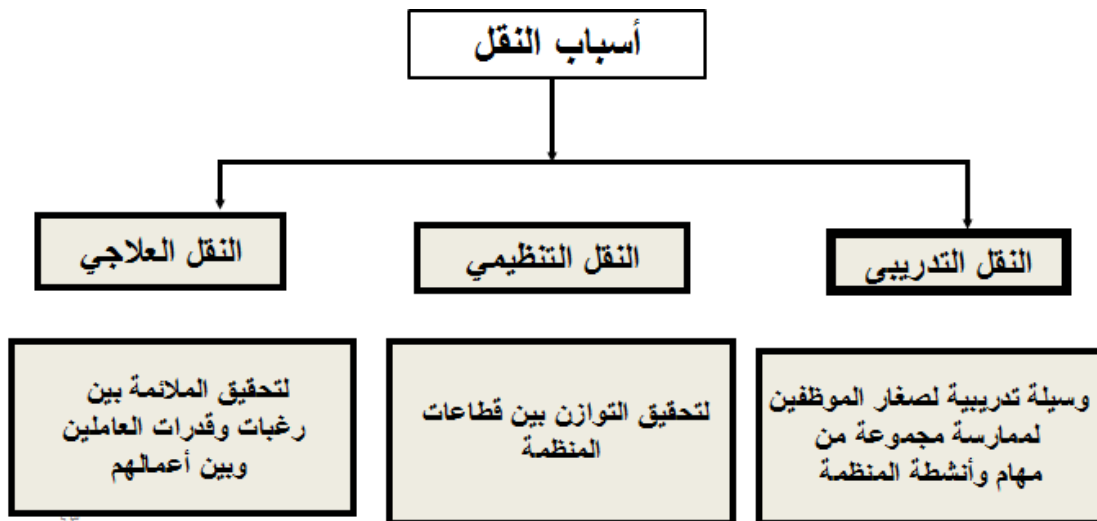 أسباب النقل
النقل التدريبي
النقل التنظيمي
النقل العلاجي
وسيلة تدريبية لصغار الموظفين
لممارسة مجموعة من
مهام وأنشطة المنظمة
لتحقيق التوازن بين قطاعات
المنظمة
لتحقيق الملائمة بين
رغبات وقدرات العاملين
وبين أعمالهم